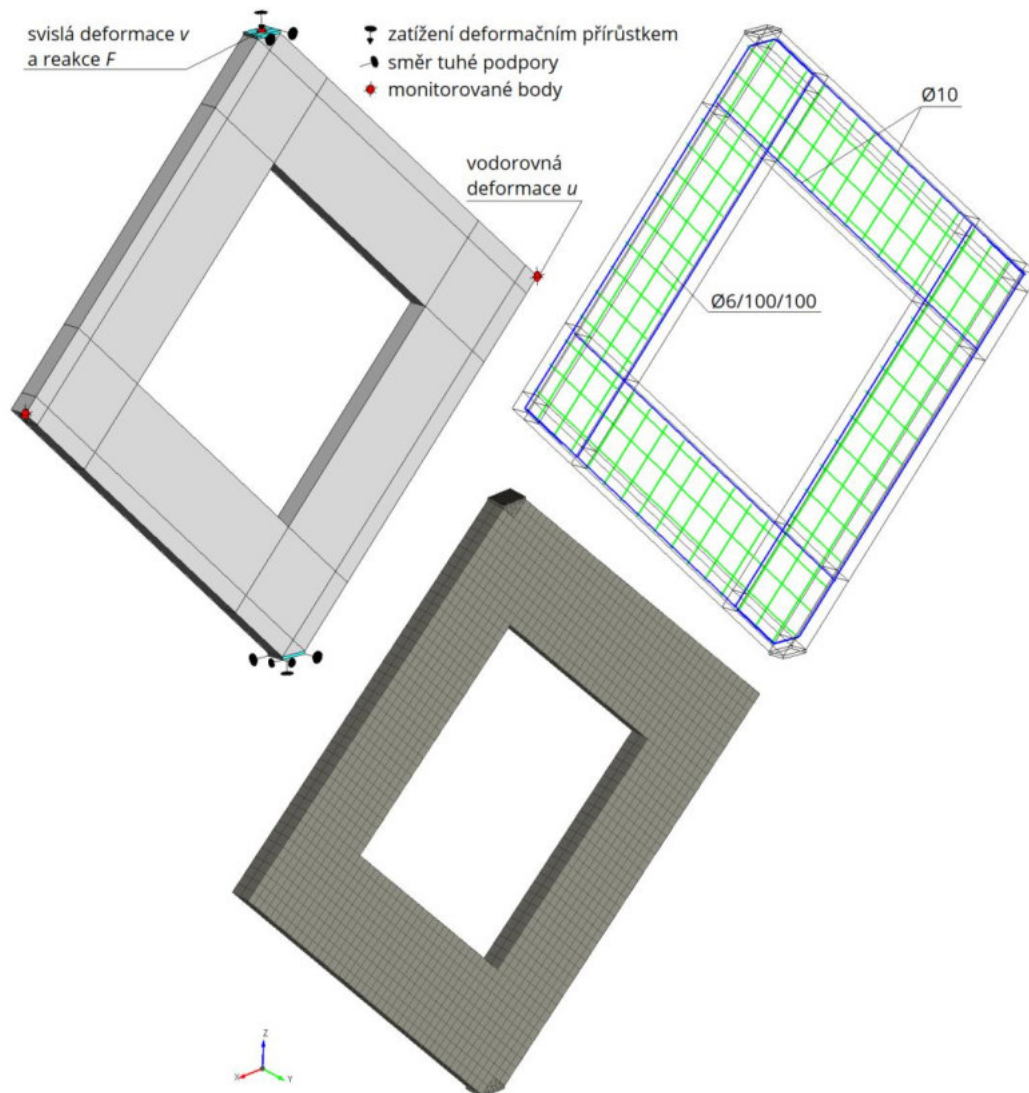 svislá deformace v
a reakce F
zatížení deformačním přírůstkem
směr tuhé podpory
monitorované body
vodorovná
deformace u
Ø10
Ø6/100/100
Z
X
Y